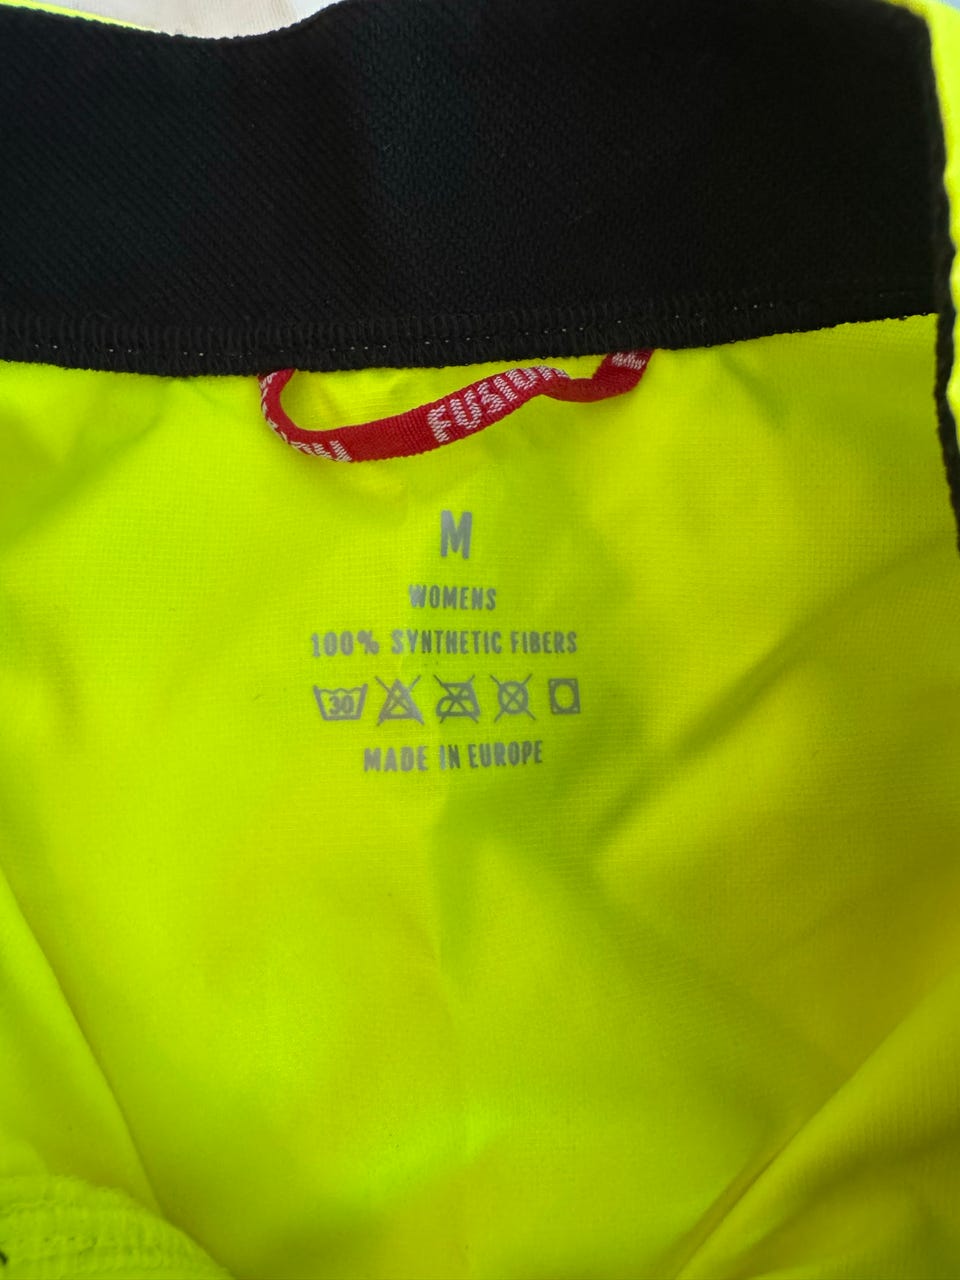 FUSION
M
WOMENS
100% SYNTHETIC FIBERS
30
MADE IN EUROPE